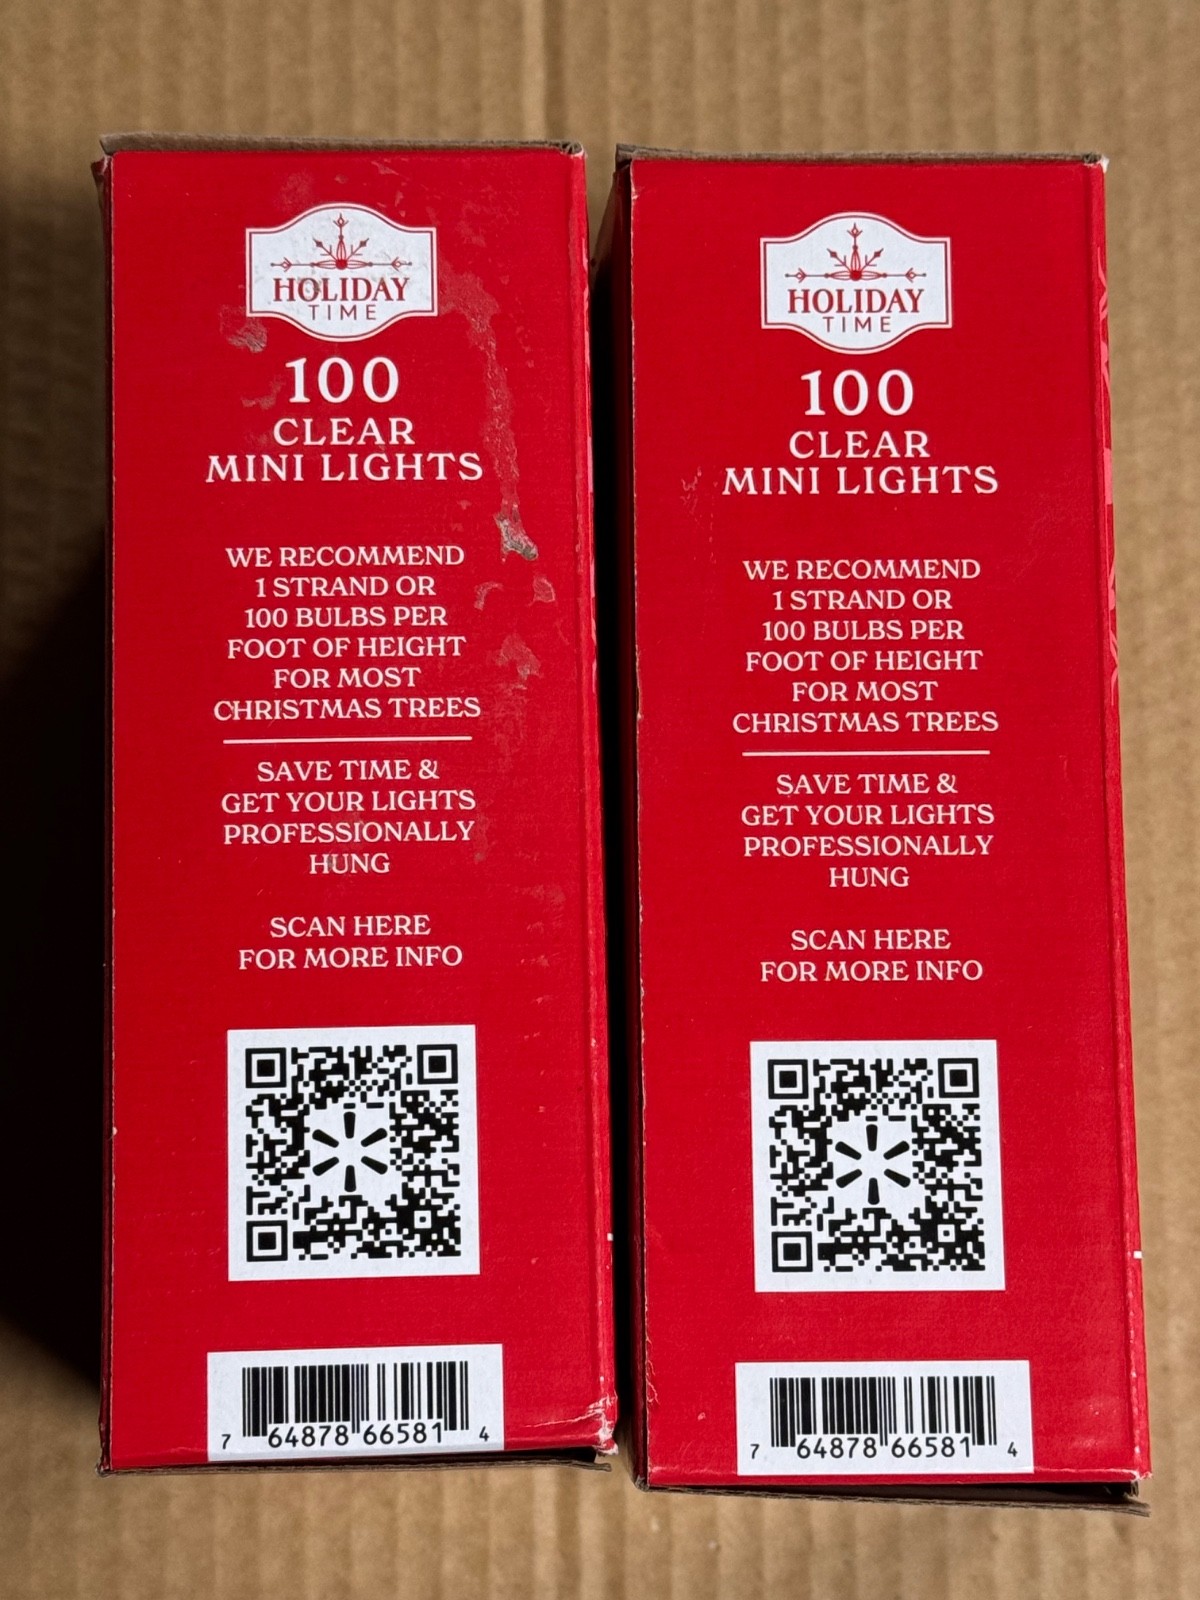 HOLIDAY
TIME
100
CLEAR
MINI LIGHTS
WE RECOMMEND
1 STRAND OR
100 BULBS PER
FOOT OF HEIGHT
FOR MOST
CHRISTMAS TREES
SAVE TIME &
GET YOUR LIGHTS
PROFESSIONALLY
HUNG
SCAN HERE
FOR MORE INFO
7 64878 66581 4
HOLIDAY
TIME
100
CLEAR
MINI LIGHTS
WE RECOMMEND
1 STRAND OR
100 BULBS PER
FOOT OF HEIGHT
FOR MOST
CHRISTMAS TREES
SAVE TIME &
GET YOUR LIGHTS
PROFESSIONALLY
HUNG
SCAN HERE
FOR MORE INFO
7 64878 66581 4